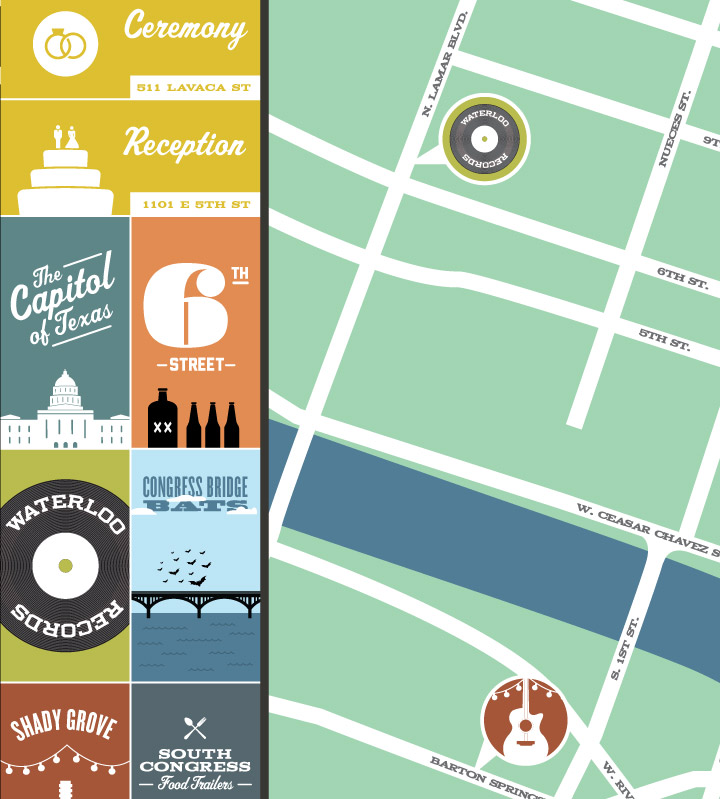 Ceremony
511 LAVACA ST
Reception
1101 E 5TH ST
The
Capitol
of Texas
6TH
—STREET—
XX
WATERLOO
RECORDS
CONGRESS BRIDGE
BATS
SHADY GROVE
SOUTH
CONGRESS
— Food Trailers —
N. LAMAR BLVD.
WATERLOO
RECORDS
NUECES ST.
9T
6TH ST.
5TH ST.
W. CEASAR CHAVEZ S
S. 1ST ST.
BARTON SPRINGS
W. RIV